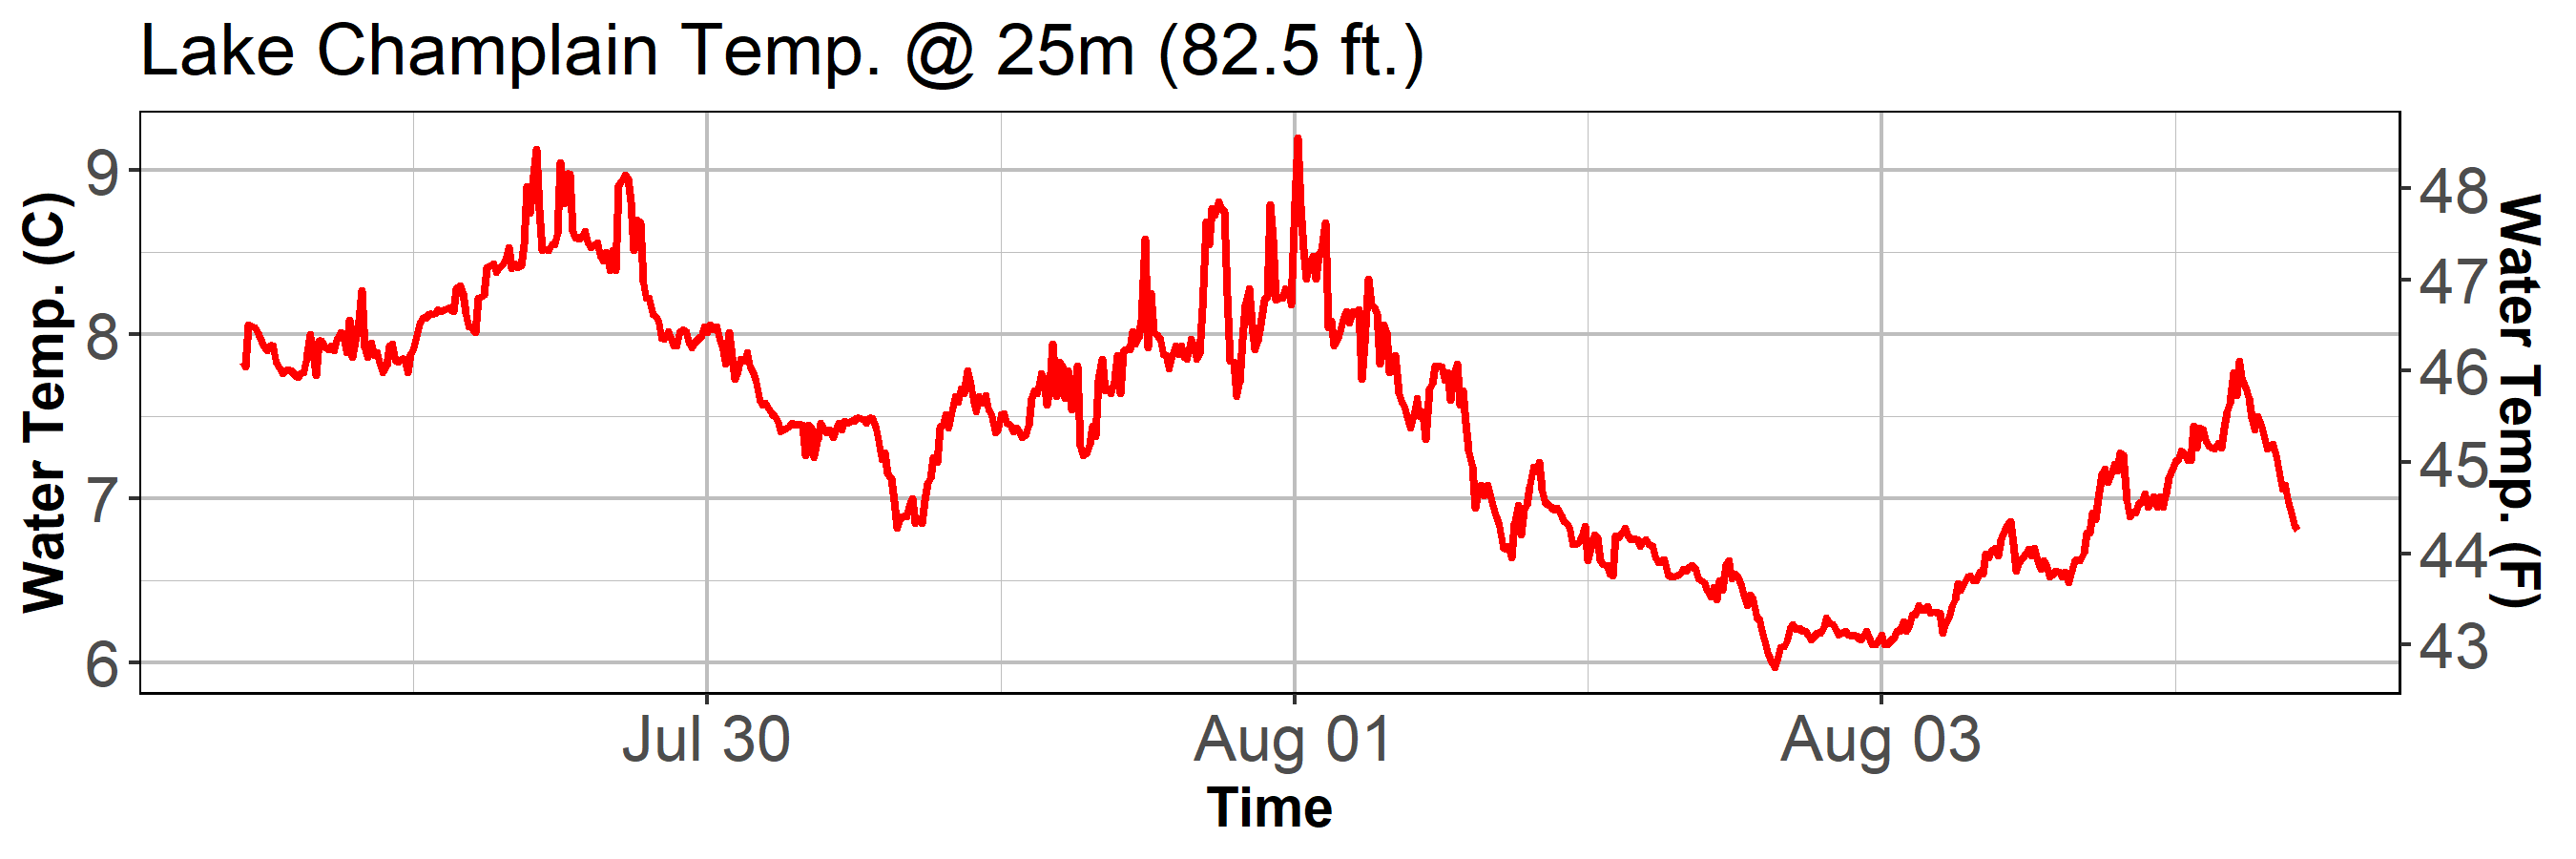 Lake Champlain Temp. @ 25m (82.5 ft.)
Water Temp. (C)
9
8
7
6
48
47
46
45
44
43
Water Temp. (F)
Jul 30 Aug 01 Aug 03
Time